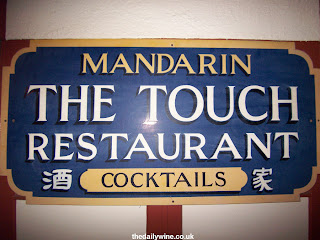 MANDARIN
THE TOUCH
RESTAURANT
酒 COCKTAILS 家
thedailywine.co.uk